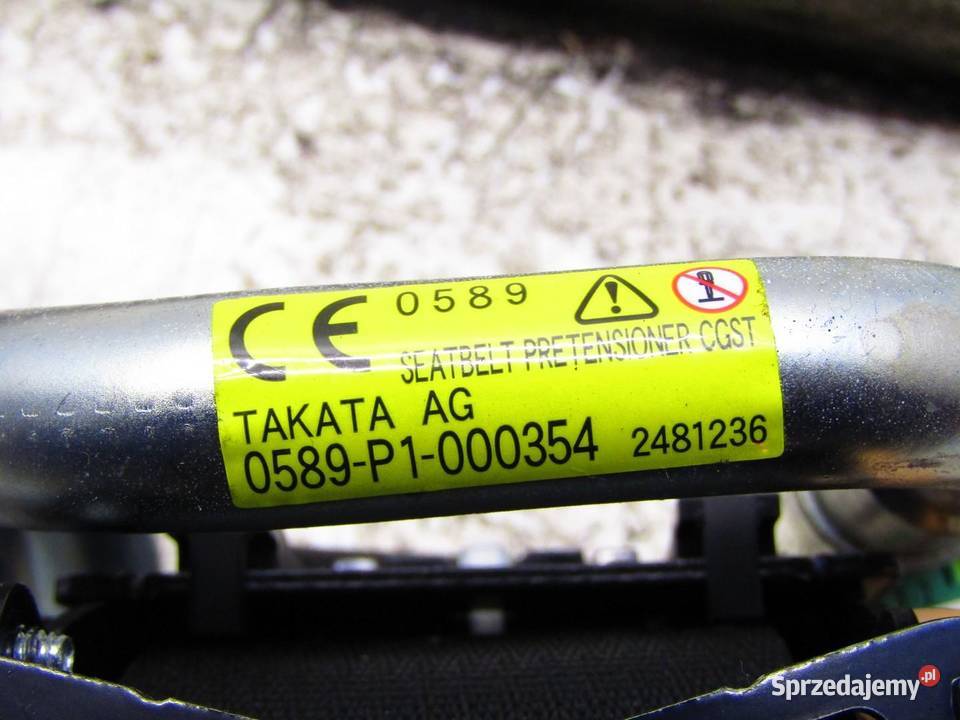 CE 0589
SEATBELT PRETENSIONER CGST
TAKATA AG
0589-P1-000354 2481236
Sprzedajemy.pl